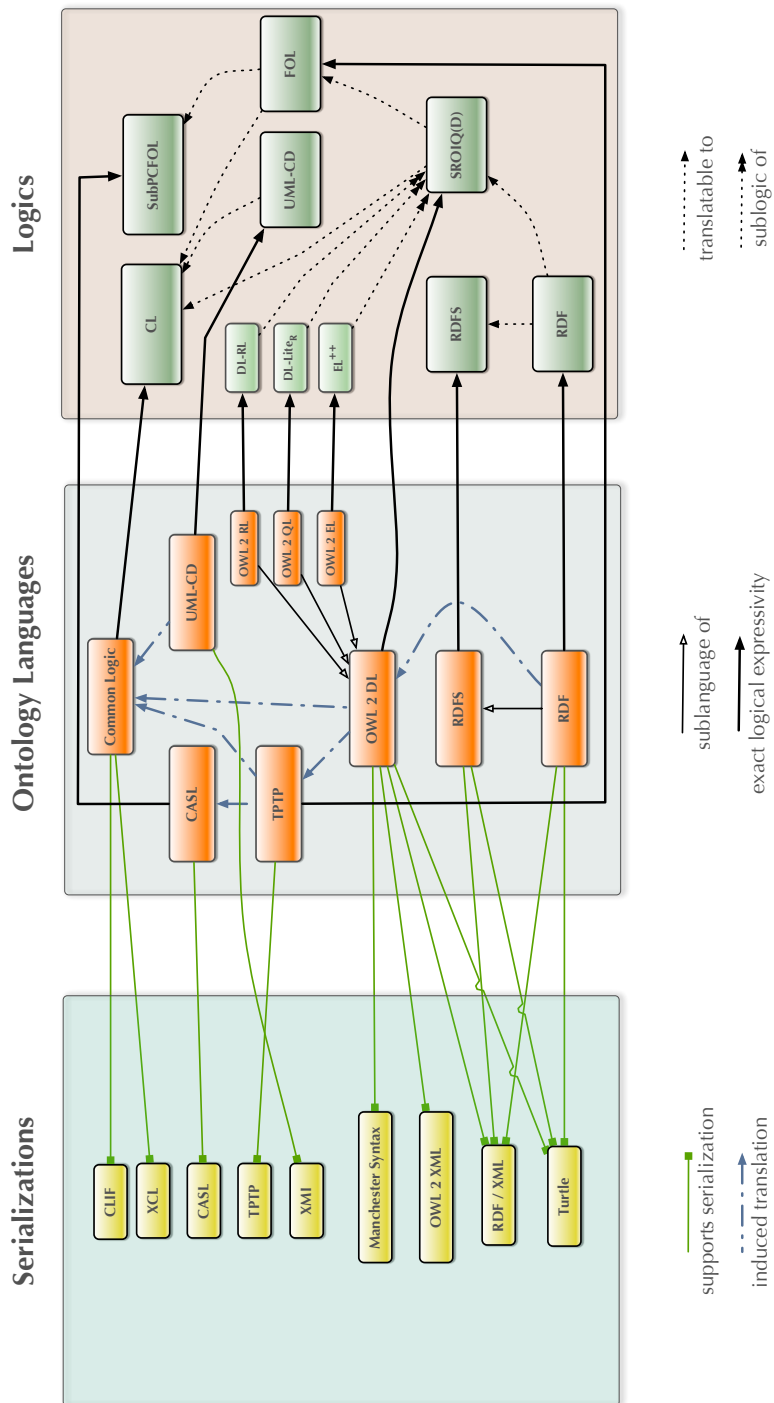 Serializations
Ontology Languages
Logics
CLIF
XCL
CASL
TPTP
XMI
Manchester Syntax
OWL 2 XML
RDF / XML
Turtle
Common Logic
UML-CD
CASL
TPTP
OWL 2 RL
OWL 2 QL
OWL 2 EL
OWL 2 DL
RDFS
RDF
CL
SubPCFOL
UML-CD
FOL
DL-RL
DL-LiteR
EL++
SROIQ(D)
RDFS
RDF
supports serialization
induced translation
sublanguage of
exact logical expressivity
translatable to
sublogic of